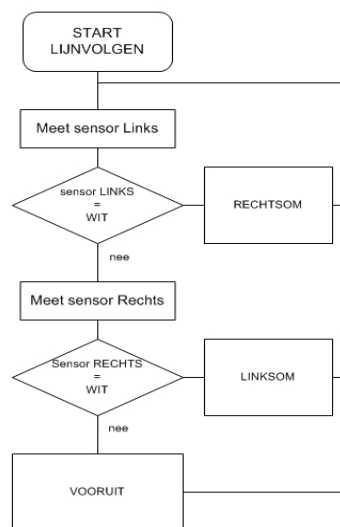 START
LIJNVOLGEN
Meet sensor Links
sensor LINKS
=
WIT
RECHTSOM
nee
Meet sensor Rechts
Sensor RECHTS
=
WIT
LINKSOM
nee
VOORUIT